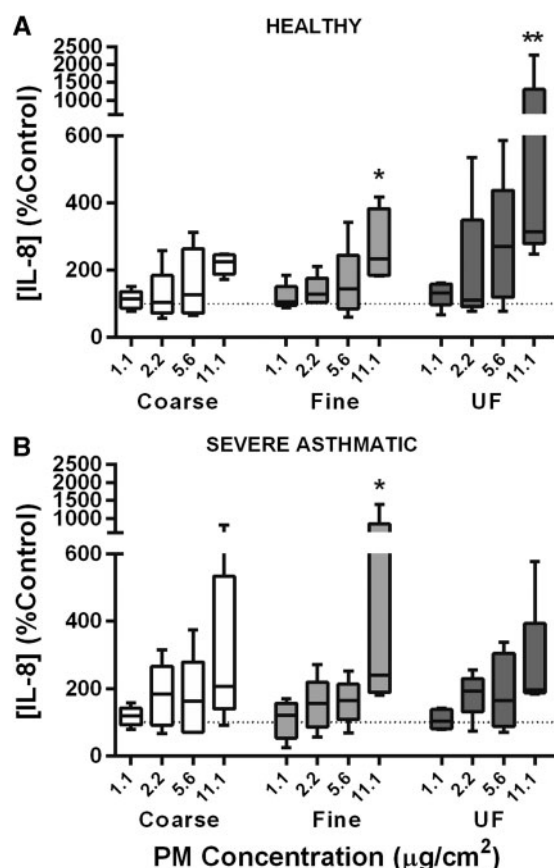 A
HEALTHY
[IL-8] (%Control)
2500
2000
1500
1000
600
400
200
0
*
**
1.1 2.2 5.6 11.1 1.1 2.2 5.6 11.1 1.1 2.2 5.6 11.1
Coarse Fine UF
B
SEVERE ASTHMATIC
[IL-8] (%Control)
2500
2000
1500
1000
600
400
200
0
*
1.1 2.2 5.6 11.1 1.1 2.2 5.6 11.1 1.1 2.2 5.6 11.1
Coarse Fine UF
PM Concentration (μg/cm²)